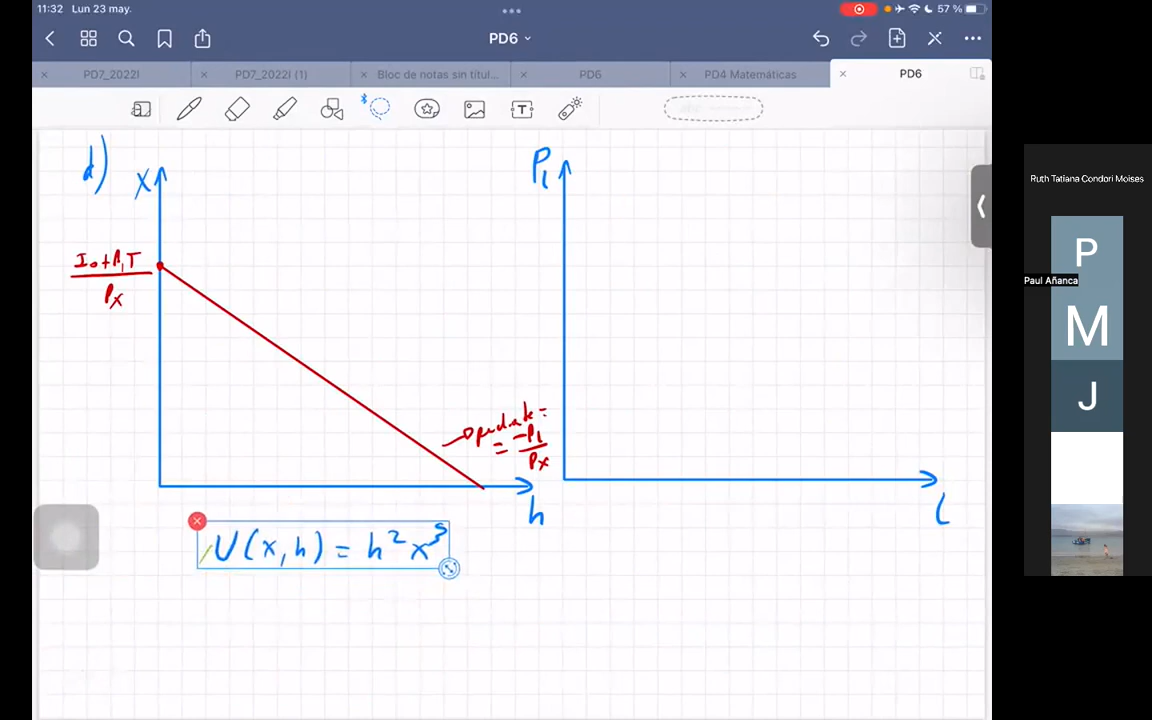 11:32 Lun 23 may.
57 %
PD6
PD7_2022I
PD7_2022I (1)
Bloc de notas sin títul...
PD6
PD4 Matemáticas
PD6
d)
X
I₀+P₁T
Pₓ
pendiente =
= -P₁
Pₓ
h
P₁
l
U(x,h) = h²x³
Ruth Tatiana Condori Moises
P
Paul Añanca
M
J